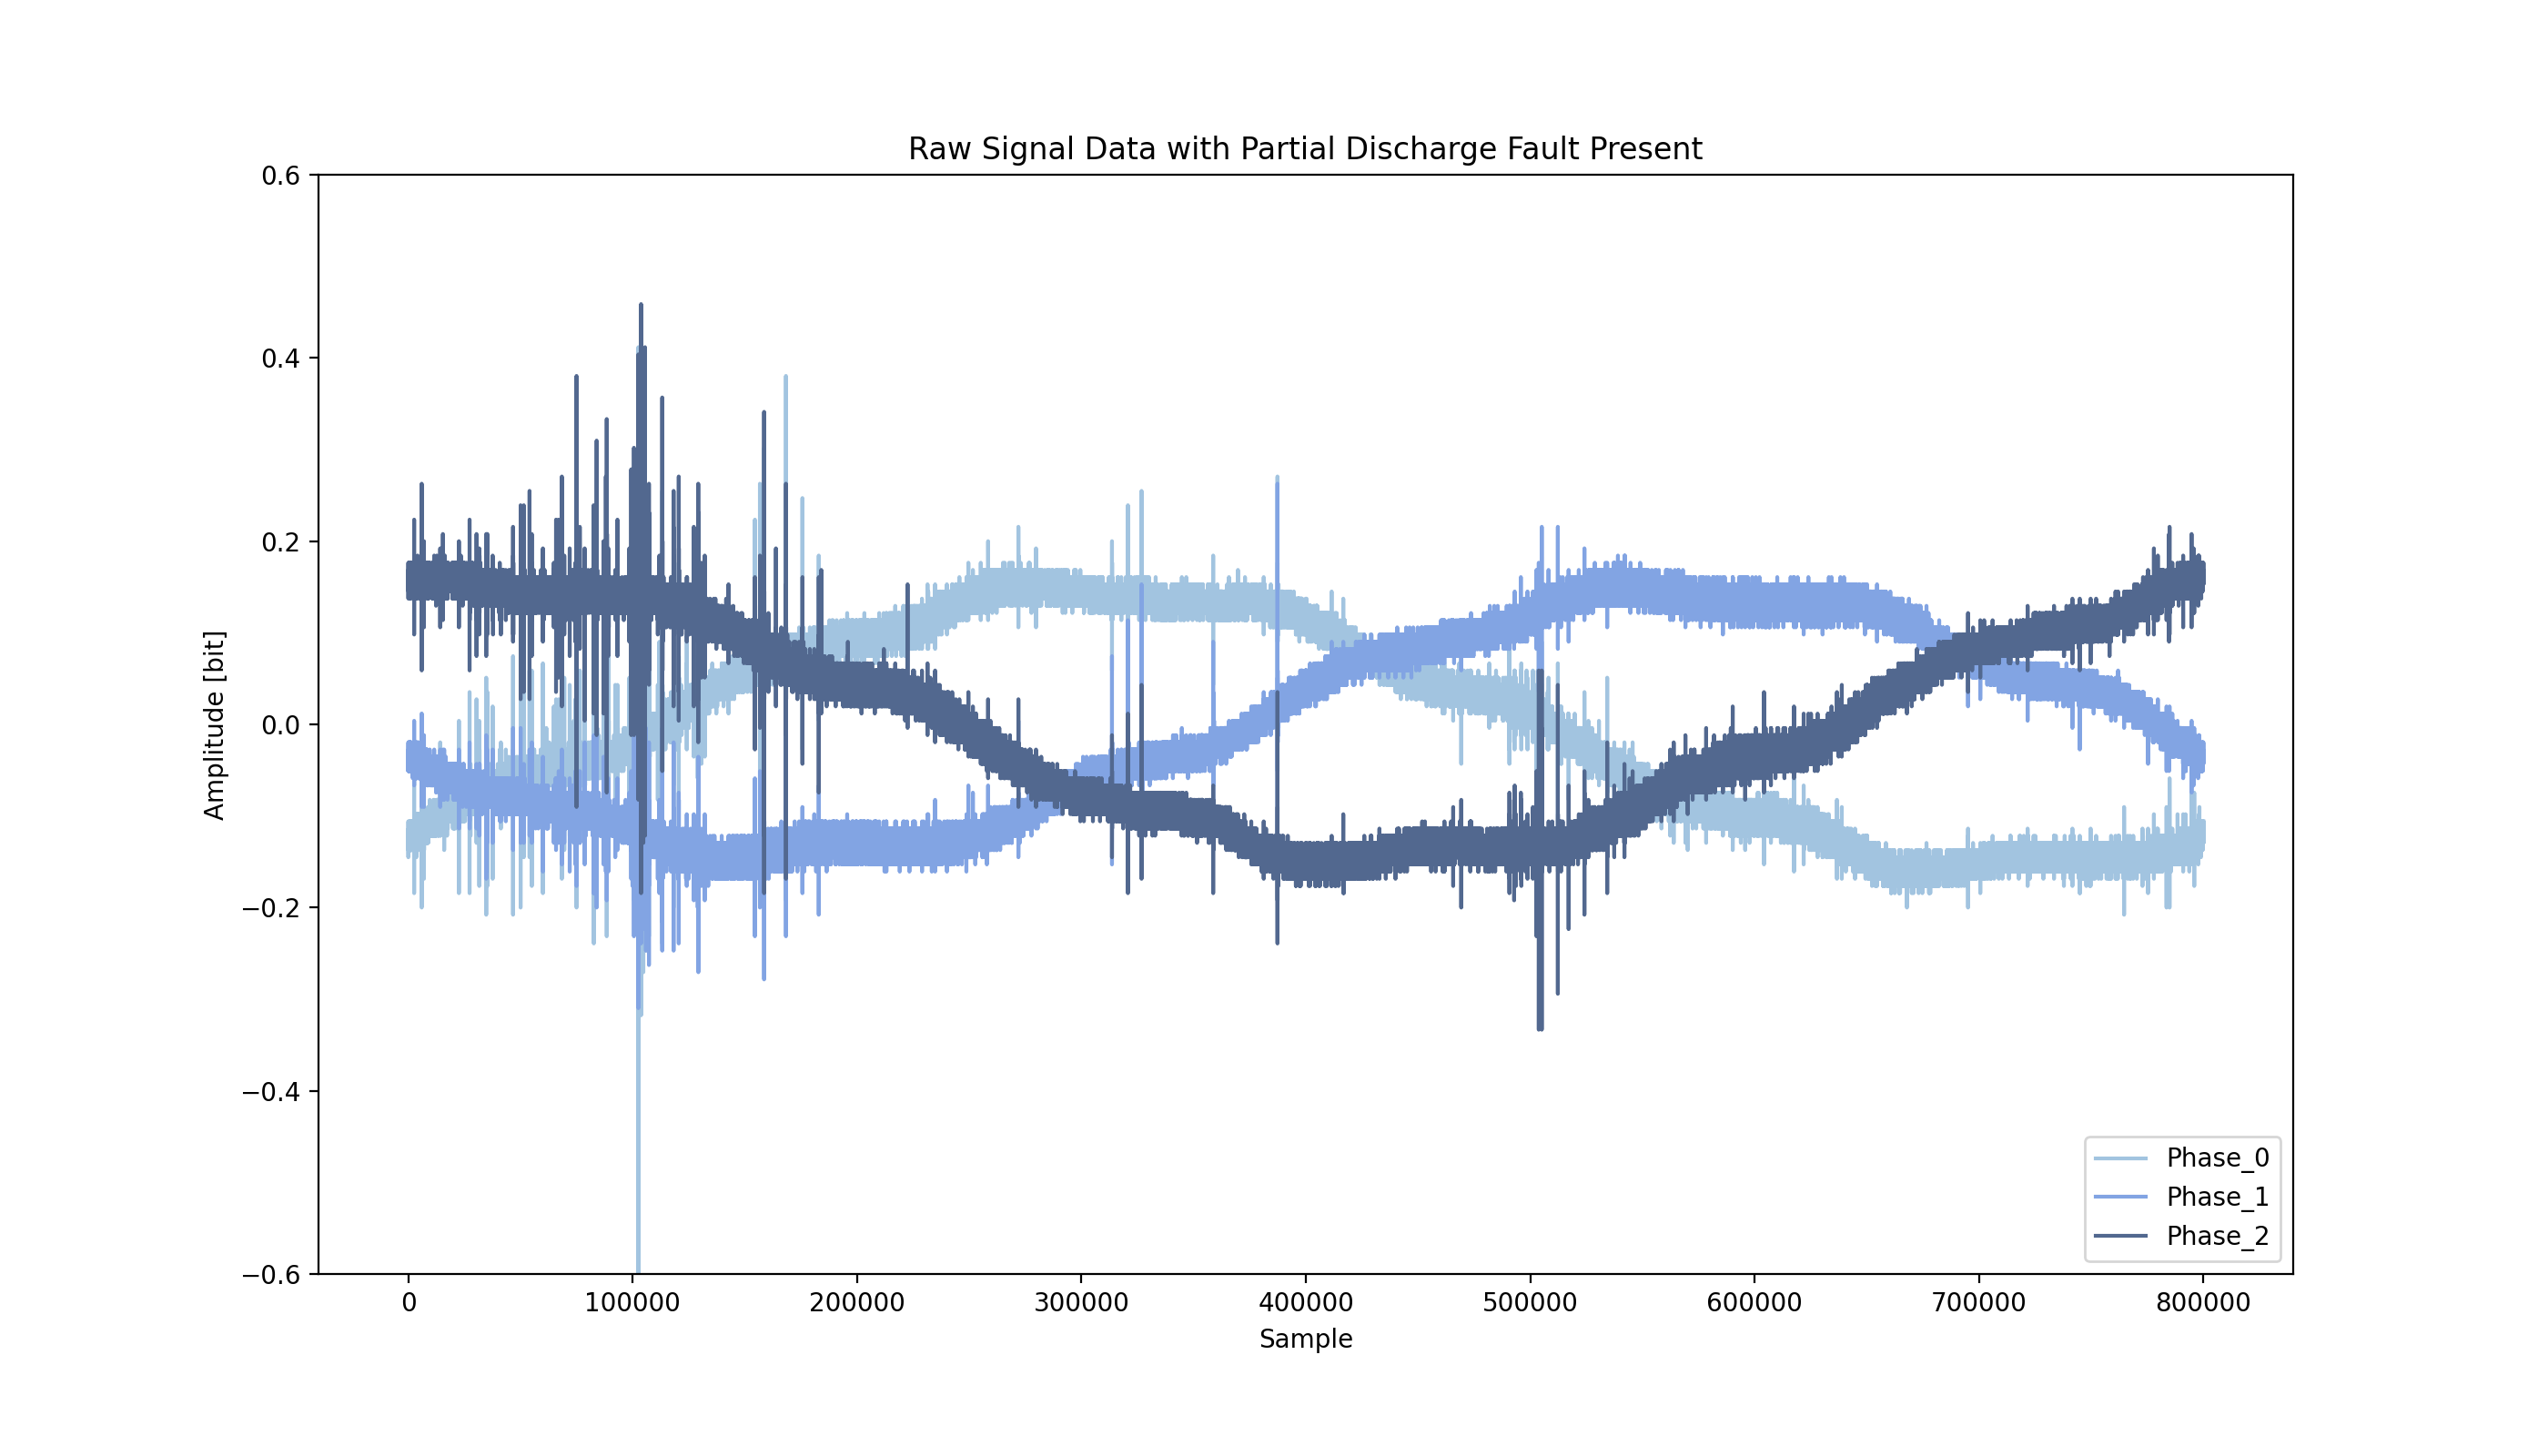 Raw Signal Data with Partial Discharge Fault Present
0.6
0.4
0.2
0.0
−0.2
−0.4
−0.6
Amplitude [bit]
0 100000 200000 300000 400000 500000 600000 700000 800000
Sample
Phase_0
Phase_1
Phase_2